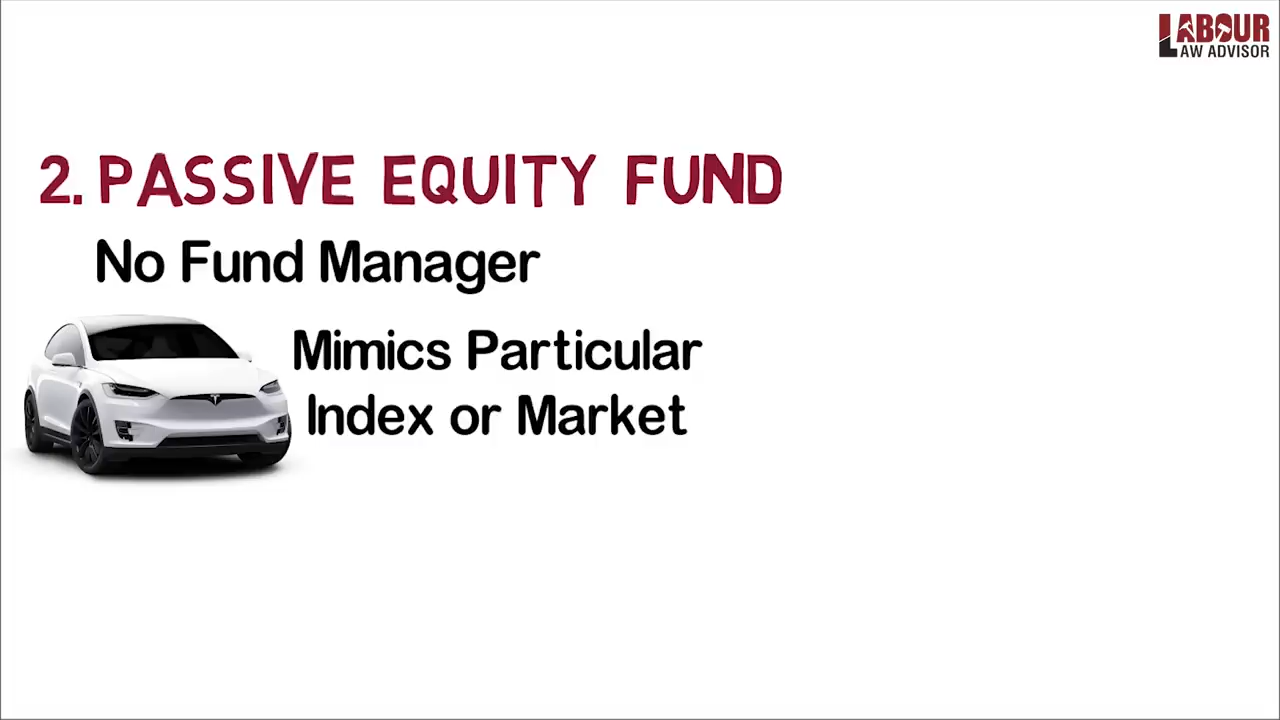 LABOUR
LAW ADVISOR
2. PASSIVE EQUITY FUND
No Fund Manager
Mimics Particular
Index or Market